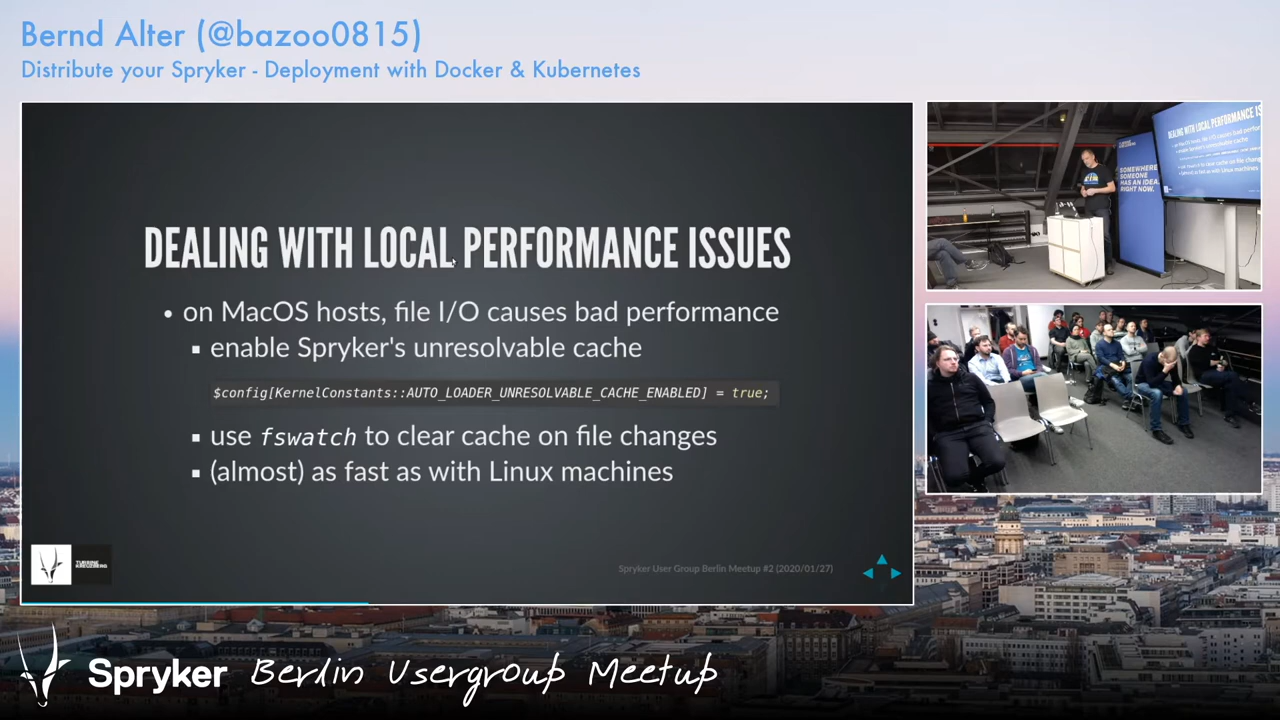 Bernd Alter (@bazoo0815)
Distribute your Spryker - Deployment with Docker & Kubernetes
DEALING WITH LOCAL PERFORMANCE ISSUES
• on MacOS hosts, file I/O causes bad performance
▪ enable Spryker's unresolvable cache
$config[KernelConstants::AUTO_LOADER_UNRESOLVABLE_CACHE_ENABLED] = true;
▪ use fswatch to clear cache on file changes
▪ (almost) as fast as with Linux machines
TURBINE
KREUZBERG
Spryker User Group Berlin Meetup #2 (2020/01/27)
DEALING WITH LOCAL PERFORMANCE IS
SOMEWHERE
SOMEONE
HAS AN IDEA
RIGHT NOW.
Spryker Berlin Usergroup Meetup